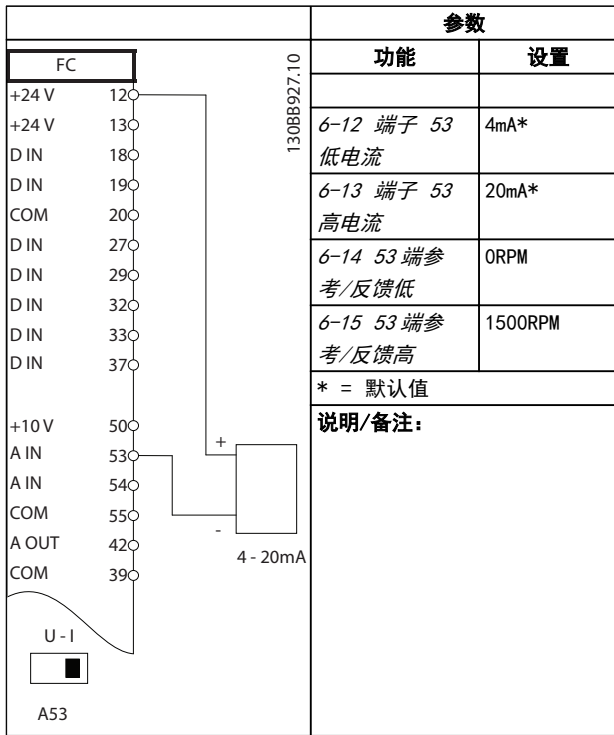 FC
130BB927.10
+24 V 12
+24 V 13
D IN 18
D IN 19
COM 20
D IN 27
D IN 29
D IN 32
D IN 33
D IN 37
+10 V 50
A IN 53
A IN 54
COM 55
A OUT 42
COM 39
+
-
4 - 20mA
U - I
A53
参数
功能 设置
6-12 端子 53 4mA*
低电流
6-13 端子 53 20mA*
高电流
6-14 53 端参 0RPM
考/反馈低
6-15 53 端参 1500RPM
考/反馈高
* = 默认值
说明/备注：